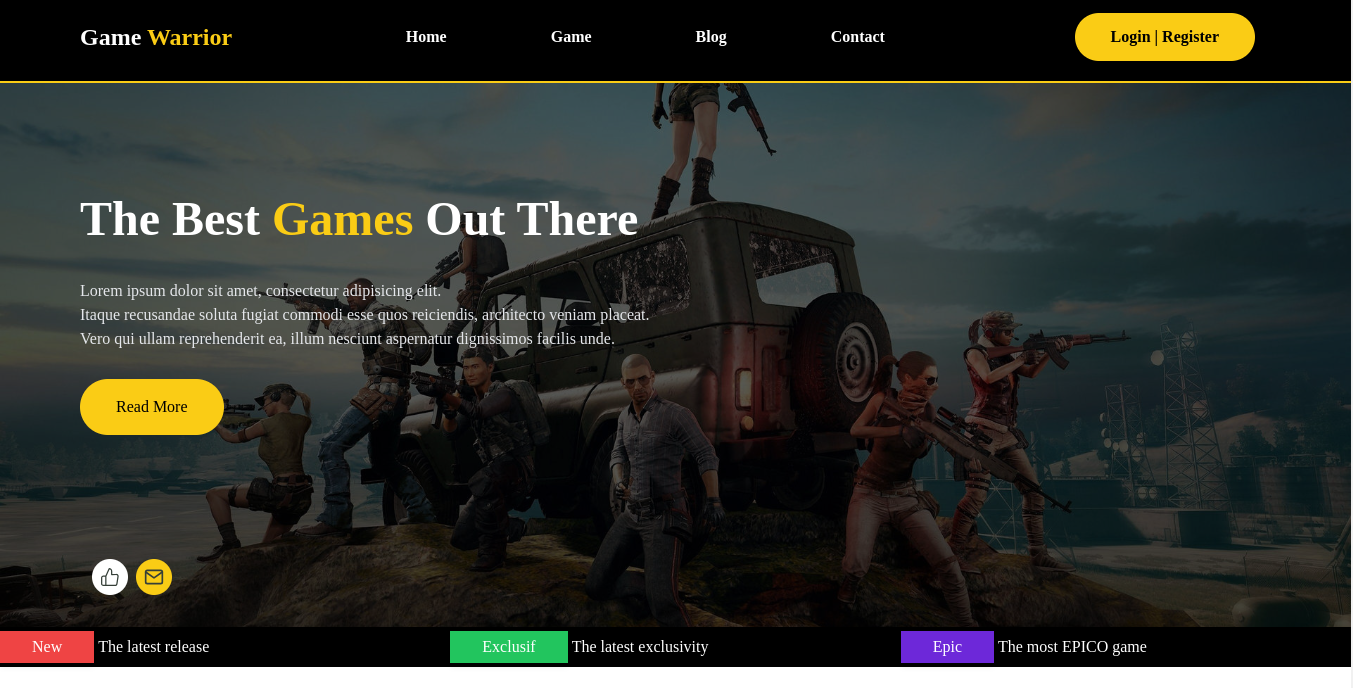 Game Warrior
Home
Game
Blog
Contact
Login | Register
The Best Games Out There
Lorem ipsum dolor sit amet, consectetur adipisicing elit.
Itaque recusandae soluta fugiat commodi esse quos reiciendis, architecto veniam placeat.
Vero qui ullam reprehenderit ea, illum nesciunt aspernatur dignissimos facilis unde.
Read More
New The latest release
Exclusif The latest exclusivity
Epic The most EPICO game